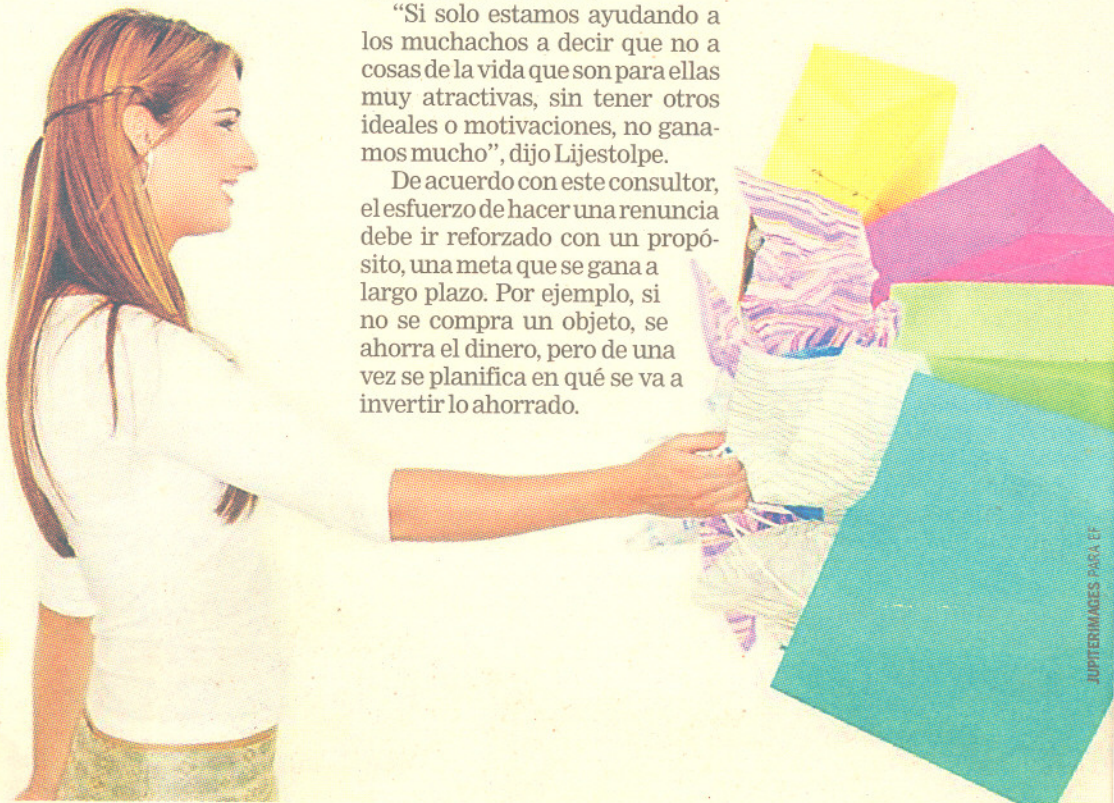 “Si solo estamos ayudando a
los muchachos a decir que no a
cosas de la vida que son para ellas
muy atractivas, sin tener otros
ideales o motivaciones, no gana-
mos mucho”, dijo Lijestolpe.
De acuerdo con este consultor,
el esfuerzo de hacer una renuncia
debe ir reforzado con un propó-
sito, una meta que se gana a
largo plazo. Por ejemplo, si
no se compra un objeto, se
ahorra el dinero, pero de una
vez se planifica en qué se va a
invertir lo ahorrado.
JUPITERIMAGES PARA EF